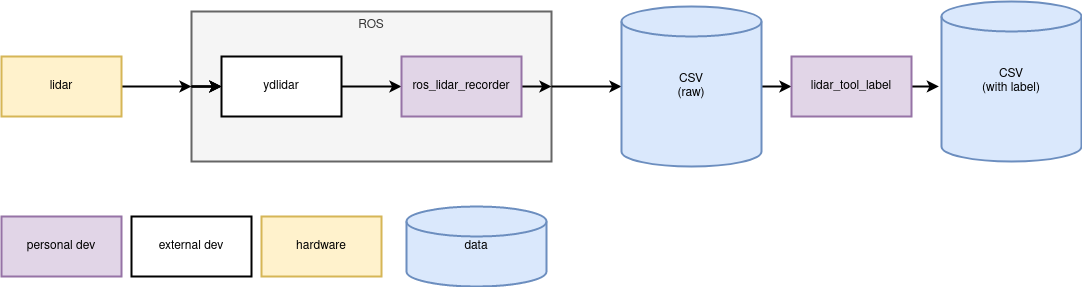 ROS
lidar
ydlidar
ros_lidar_recorder
CSV
(raw)
lidar_tool_label
CSV
(with label)
personal dev
external dev
hardware
data